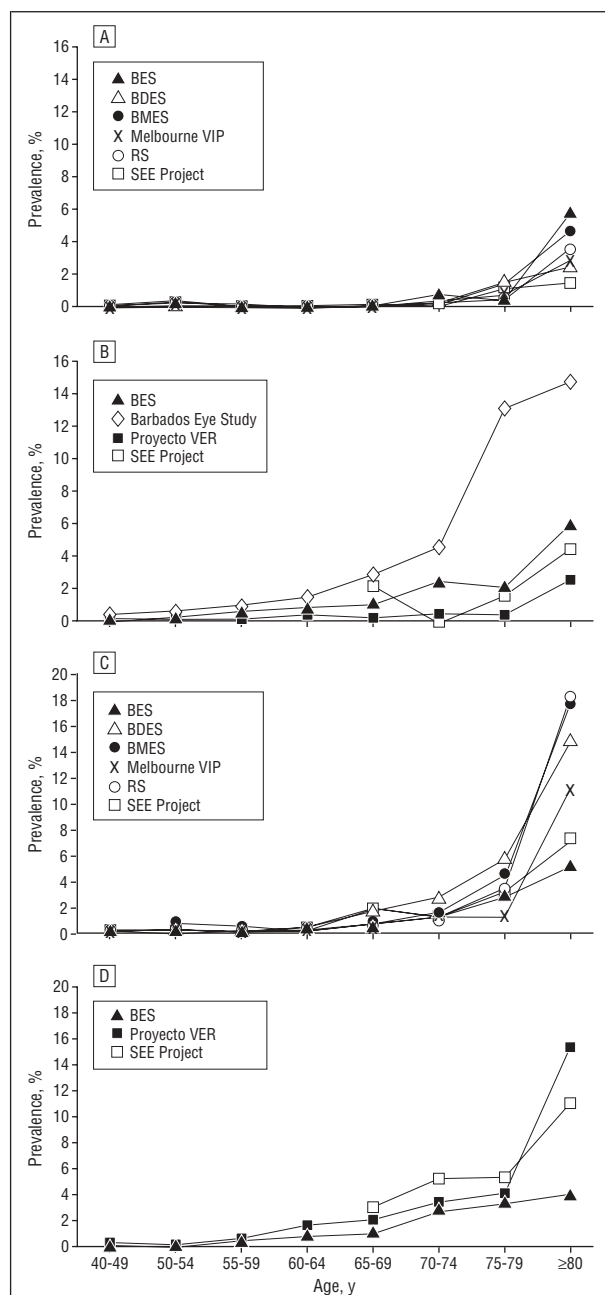 A
16
14
12
10
8
6
4
2
0
Prevalence, %
BES
BDES
BMES
Melbourne VIP
RS
SEE Project
B
16
14
12
10
8
6
4
2
0
Prevalence, %
BES
Barbados Eye Study
Proyecto VER
SEE Project
C
20
18
16
14
12
10
8
6
4
2
0
Prevalence, %
BES
BDES
BMES
Melbourne VIP
RS
SEE Project
D
20
18
16
14
12
10
8
6
4
2
0
Prevalence, %
BES
Proyecto VER
SEE Project
40-49 50-54 55-59 60-64 65-69 70-74 75-79 ≥80
Age, y